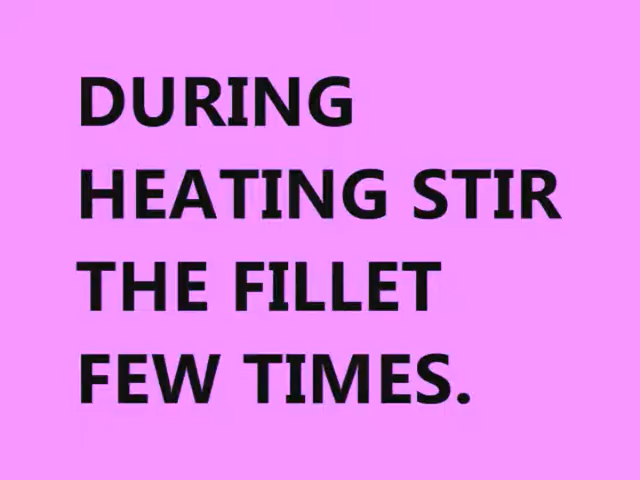 DURING
HEATING STIR
THE FILLET
FEW TIMES.